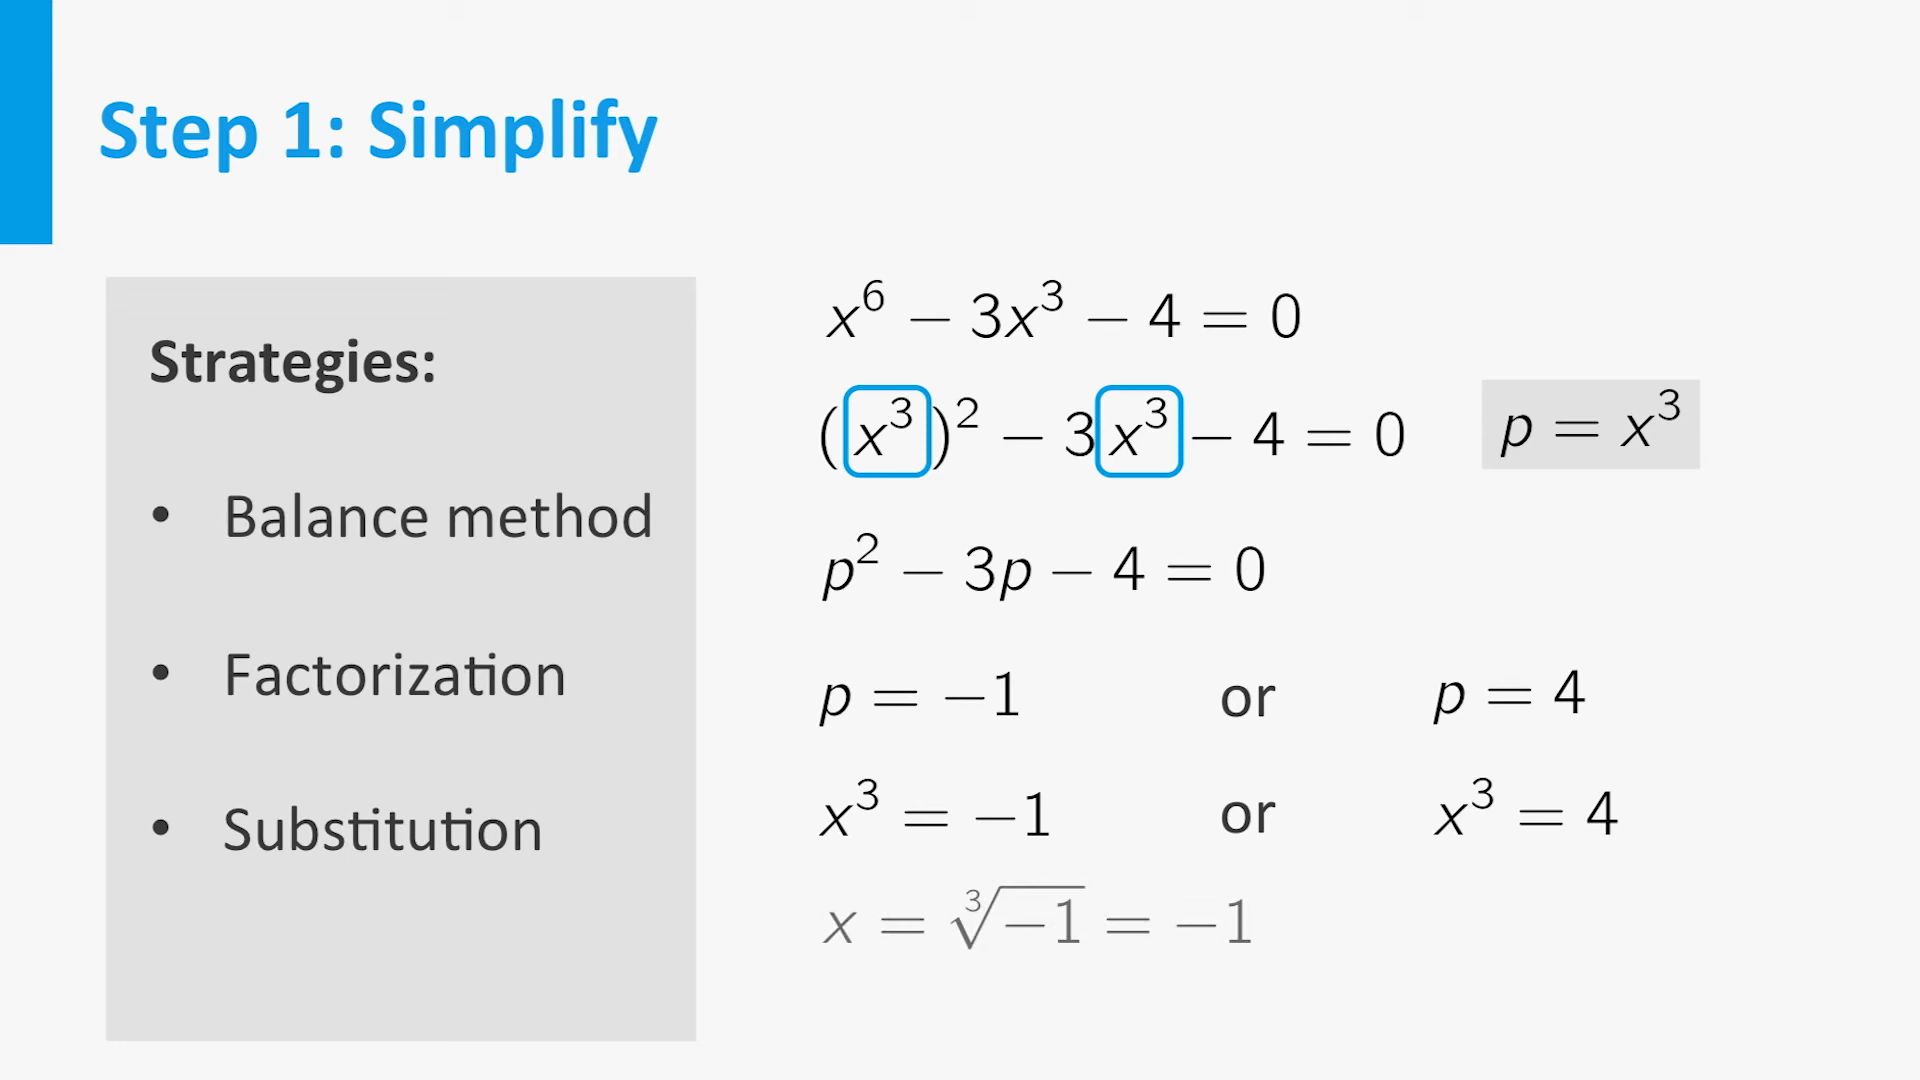 Step 1: Simplify
Strategies:
• Balance method
• Factorization
• Substitution
x⁶ − 3x³ − 4 = 0
(x³)² − 3x³ − 4 = 0
p = x³
p² − 3p − 4 = 0
p = −1 or p = 4
x³ = −1 or x³ = 4
x = ∛−1 = −1